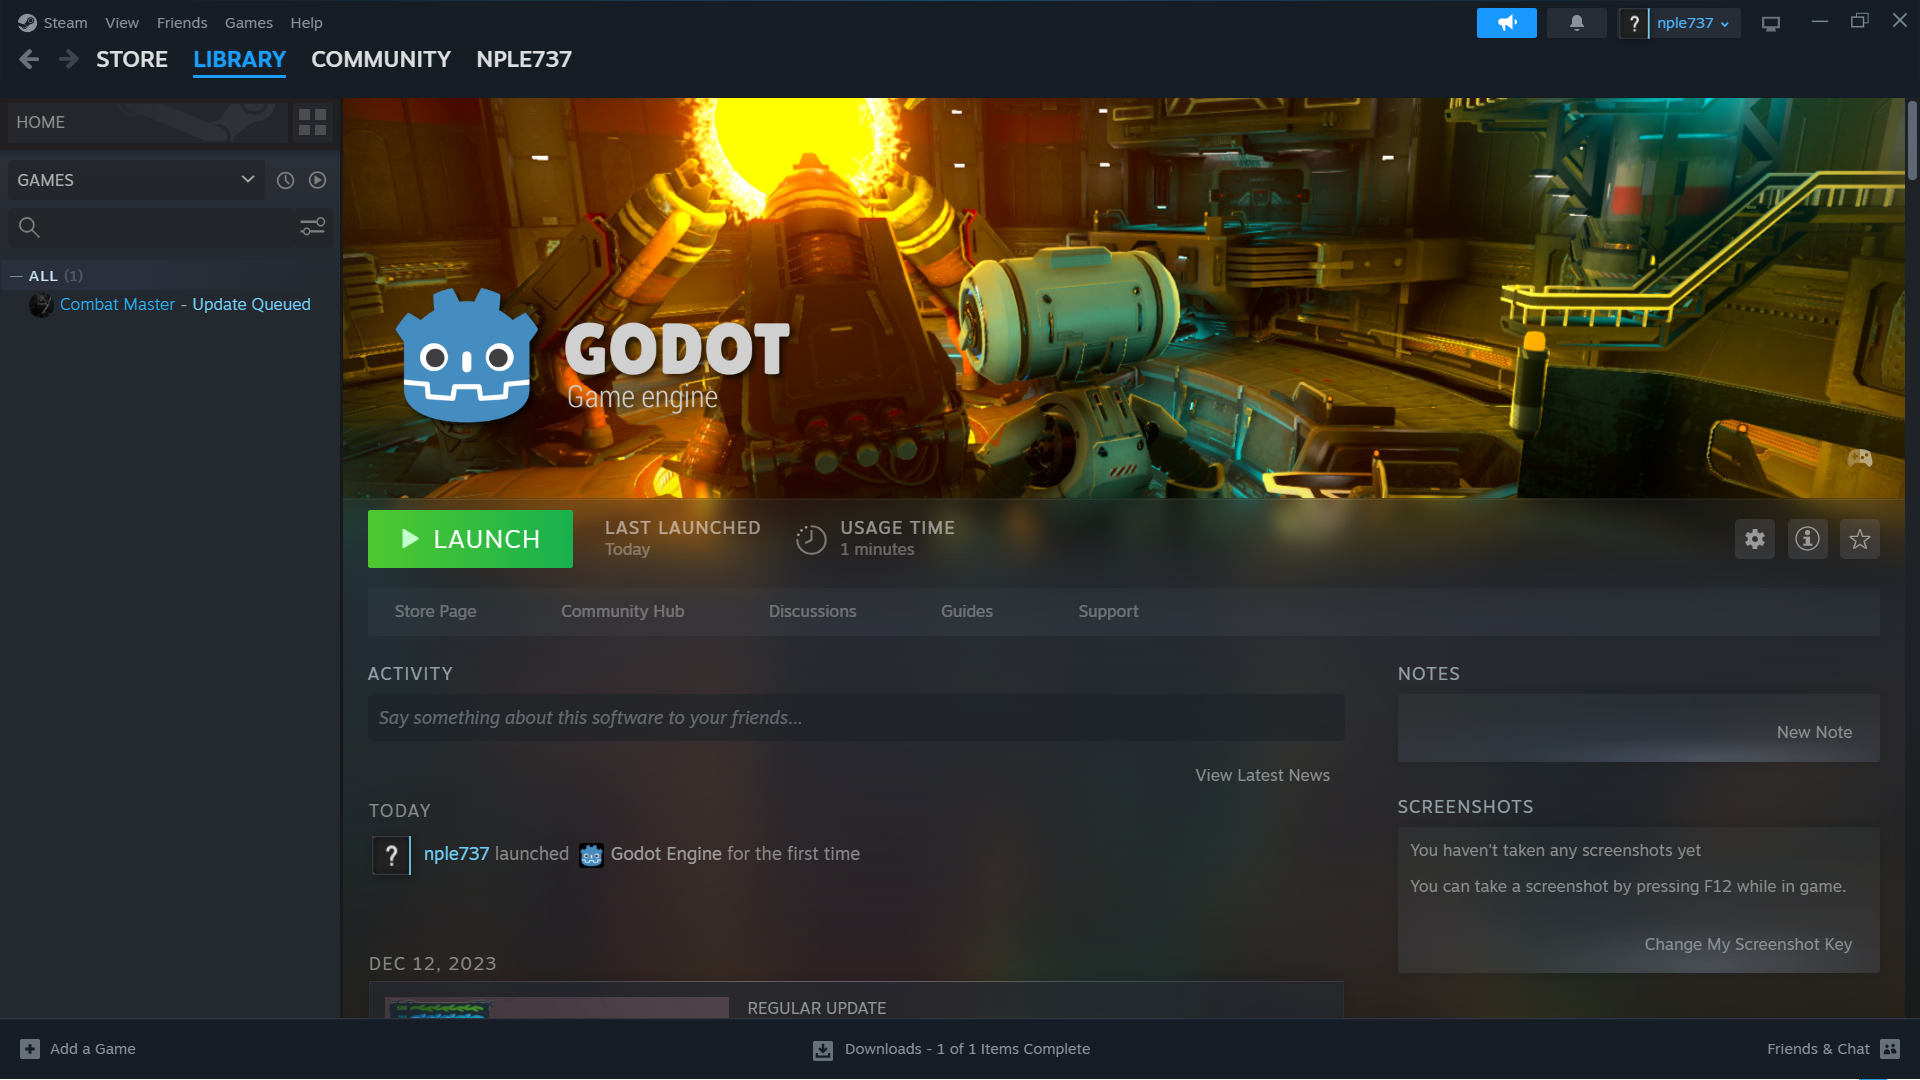 Steam View Friends Games Help
? nple737
STORE LIBRARY COMMUNITY NPLE737
HOME
GAMES
— ALL (1)
Combat Master - Update Queued
GODOT
Game engine
LAUNCH
LAST LAUNCHED
Today
USAGE TIME
1 minutes
Store Page Community Hub Discussions Guides Support
ACTIVITY
Say something about this software to your friends...
View Latest News
TODAY
? nple737 launched Godot Engine for the first time
DEC 12, 2023
REGULAR UPDATE
NOTES
New Note
SCREENSHOTS
You haven't taken any screenshots yet
You can take a screenshot by pressing F12 while in game.
Change My Screenshot Key
Add a Game
Downloads - 1 of 1 Items Complete
Friends & Chat